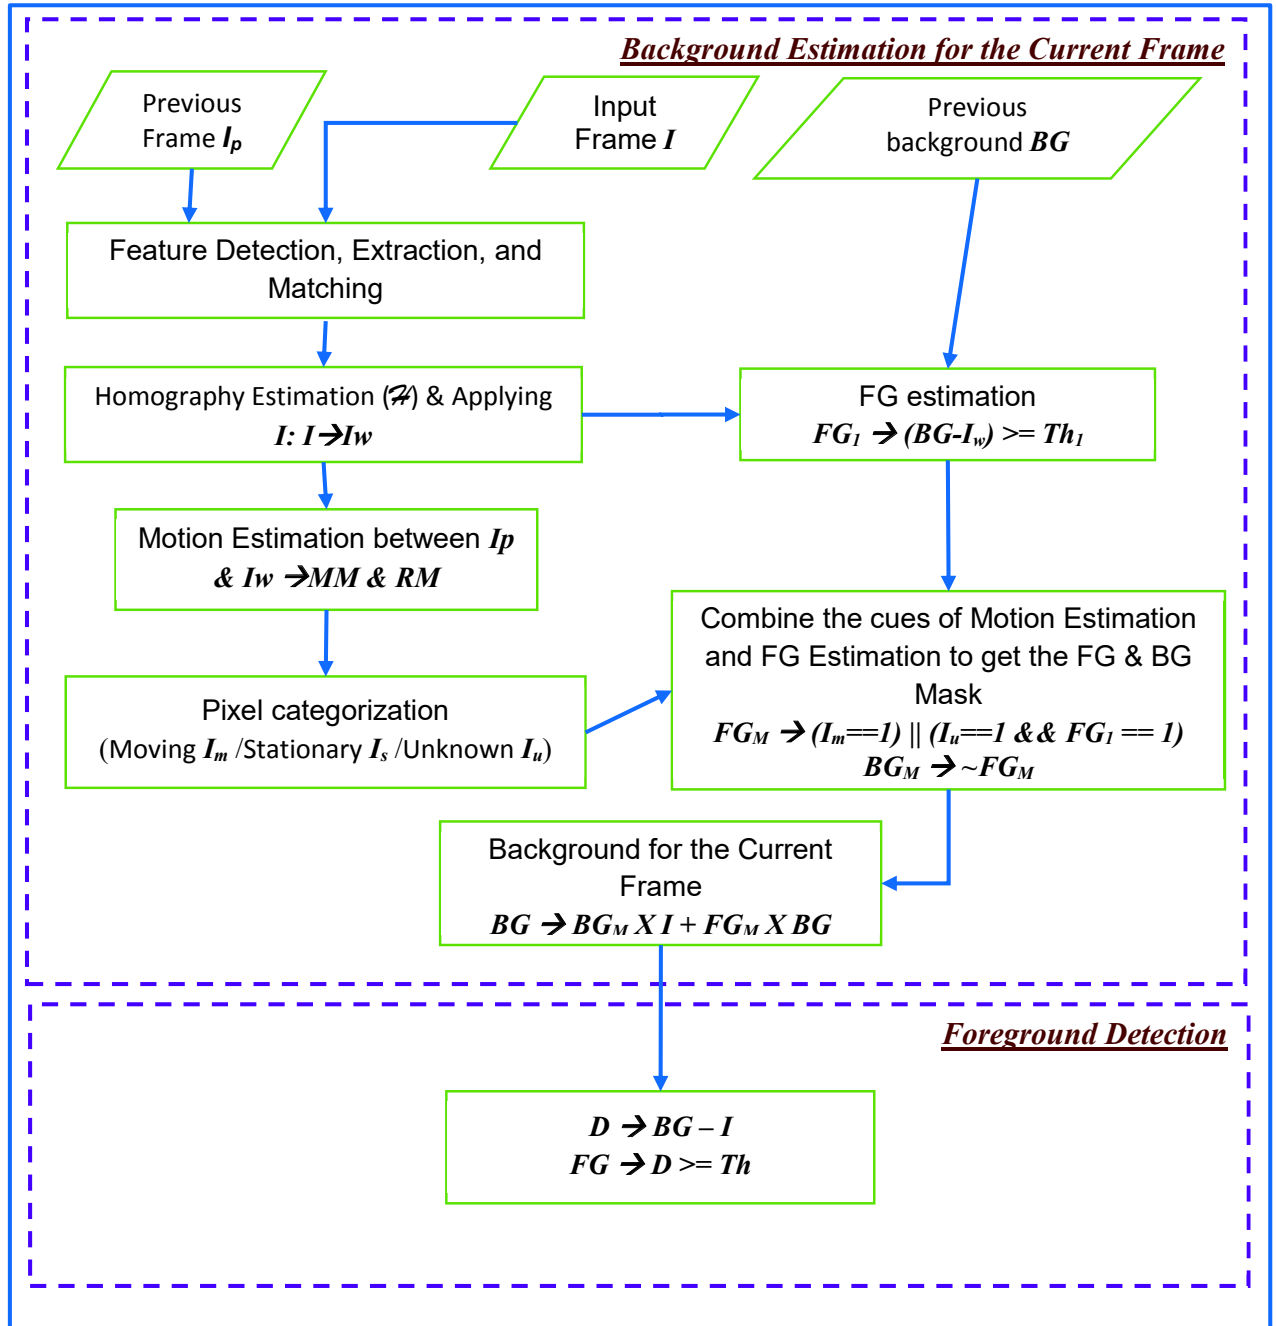 Background Estimation for the Current Frame
Previous
Frame Ip
Input
Frame I
Previous
background BG
Feature Detection, Extraction, and
Matching
Homography Estimation (ℋ) & Applying
I: I→Iw
FG estimation
FG1 → (BG-Iw) >= Th1
Motion Estimation between Ip
& Iw →MM & RM
Combine the cues of Motion Estimation
and FG Estimation to get the FG & BG
Mask
FGM → (Im==1) || (Iu==1 && FG1 == 1)
BGM → ~FGM
Pixel categorization
(Moving Im /Stationary Is /Unknown Iu)
Background for the Current
Frame
BG → BGM X I + FGM X BG
Foreground Detection
D → BG – I
FG → D >= Th